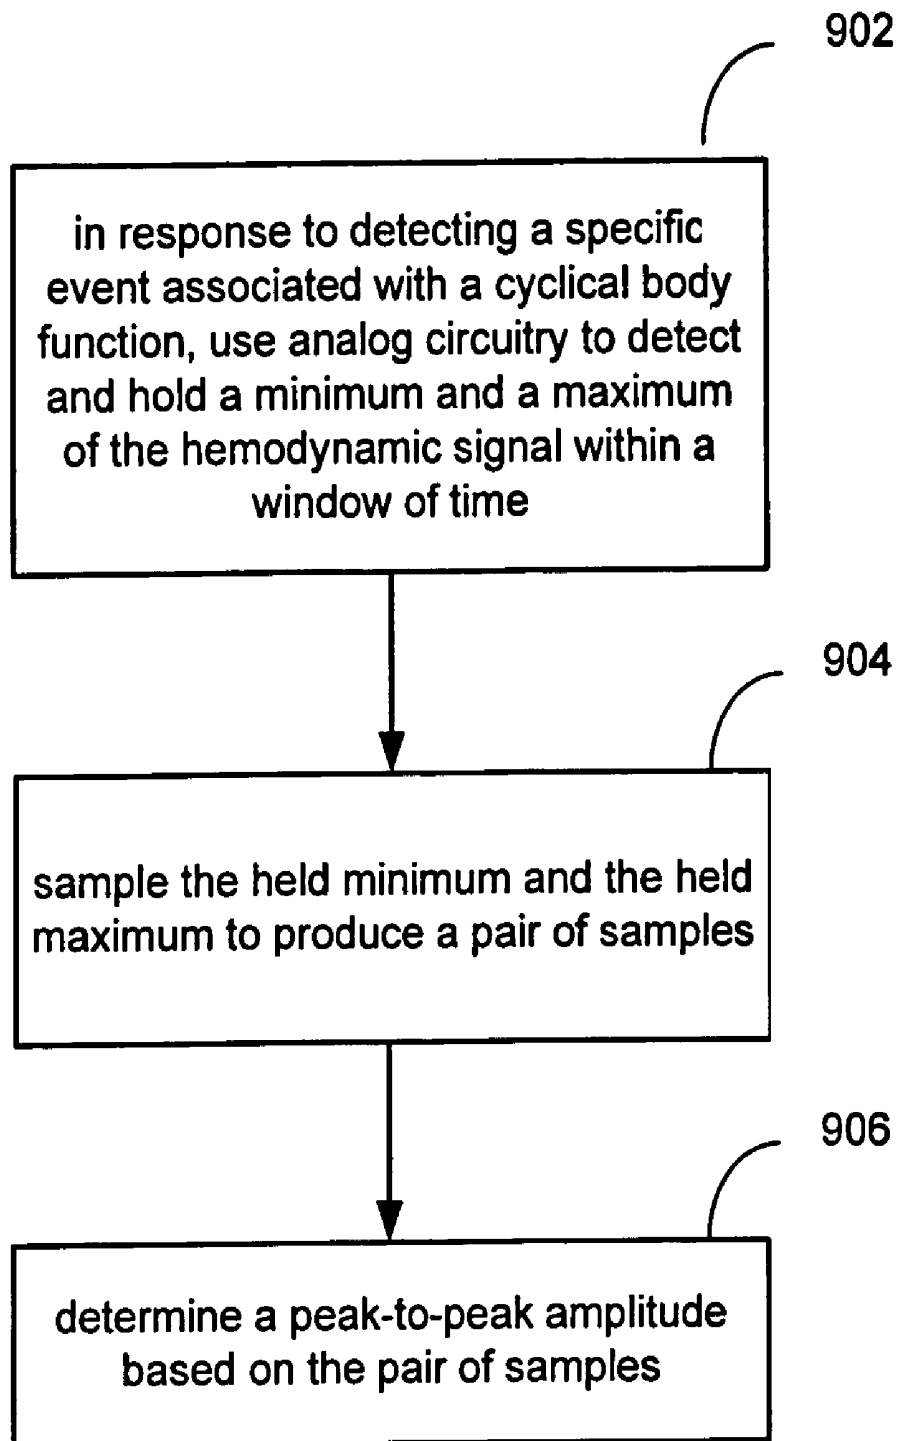 902
in response to detecting a specific
event associated with a cyclical body
function, use analog circuitry to detect
and hold a minimum and a maximum
of the hemodynamic signal within a
window of time
904
sample the held minimum and the held
maximum to produce a pair of samples
906
determine a peak-to-peak amplitude
based on the pair of samples